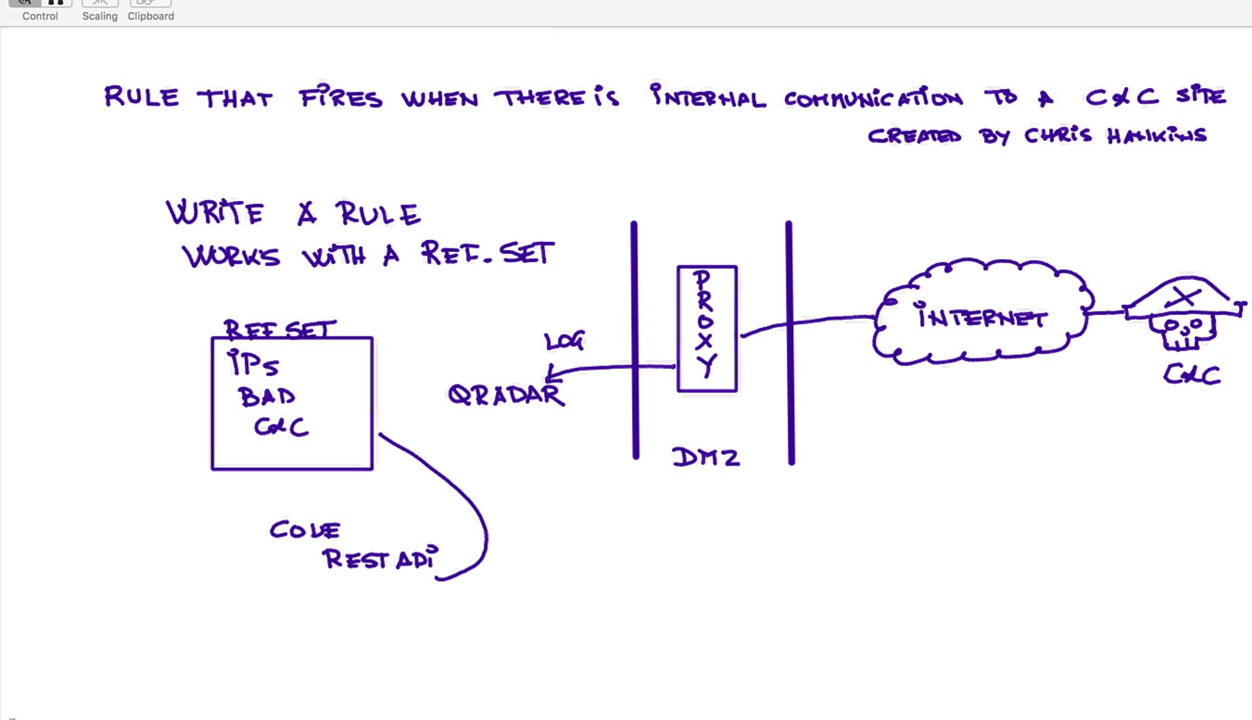 Control Scaling Clipboard
RULE THAT FIRES WHEN THERE IS INTERNAL COMMUNICATION TO A C&C SITE
CREATED BY CHRIS HANKINS
WRITE A RULE
WORKS WITH A REF. SET
REF SET
IPs
BAD
C&C
LOG
QRADAR
PROXY
DMZ
INTERNET
C&C
CODE
REST API